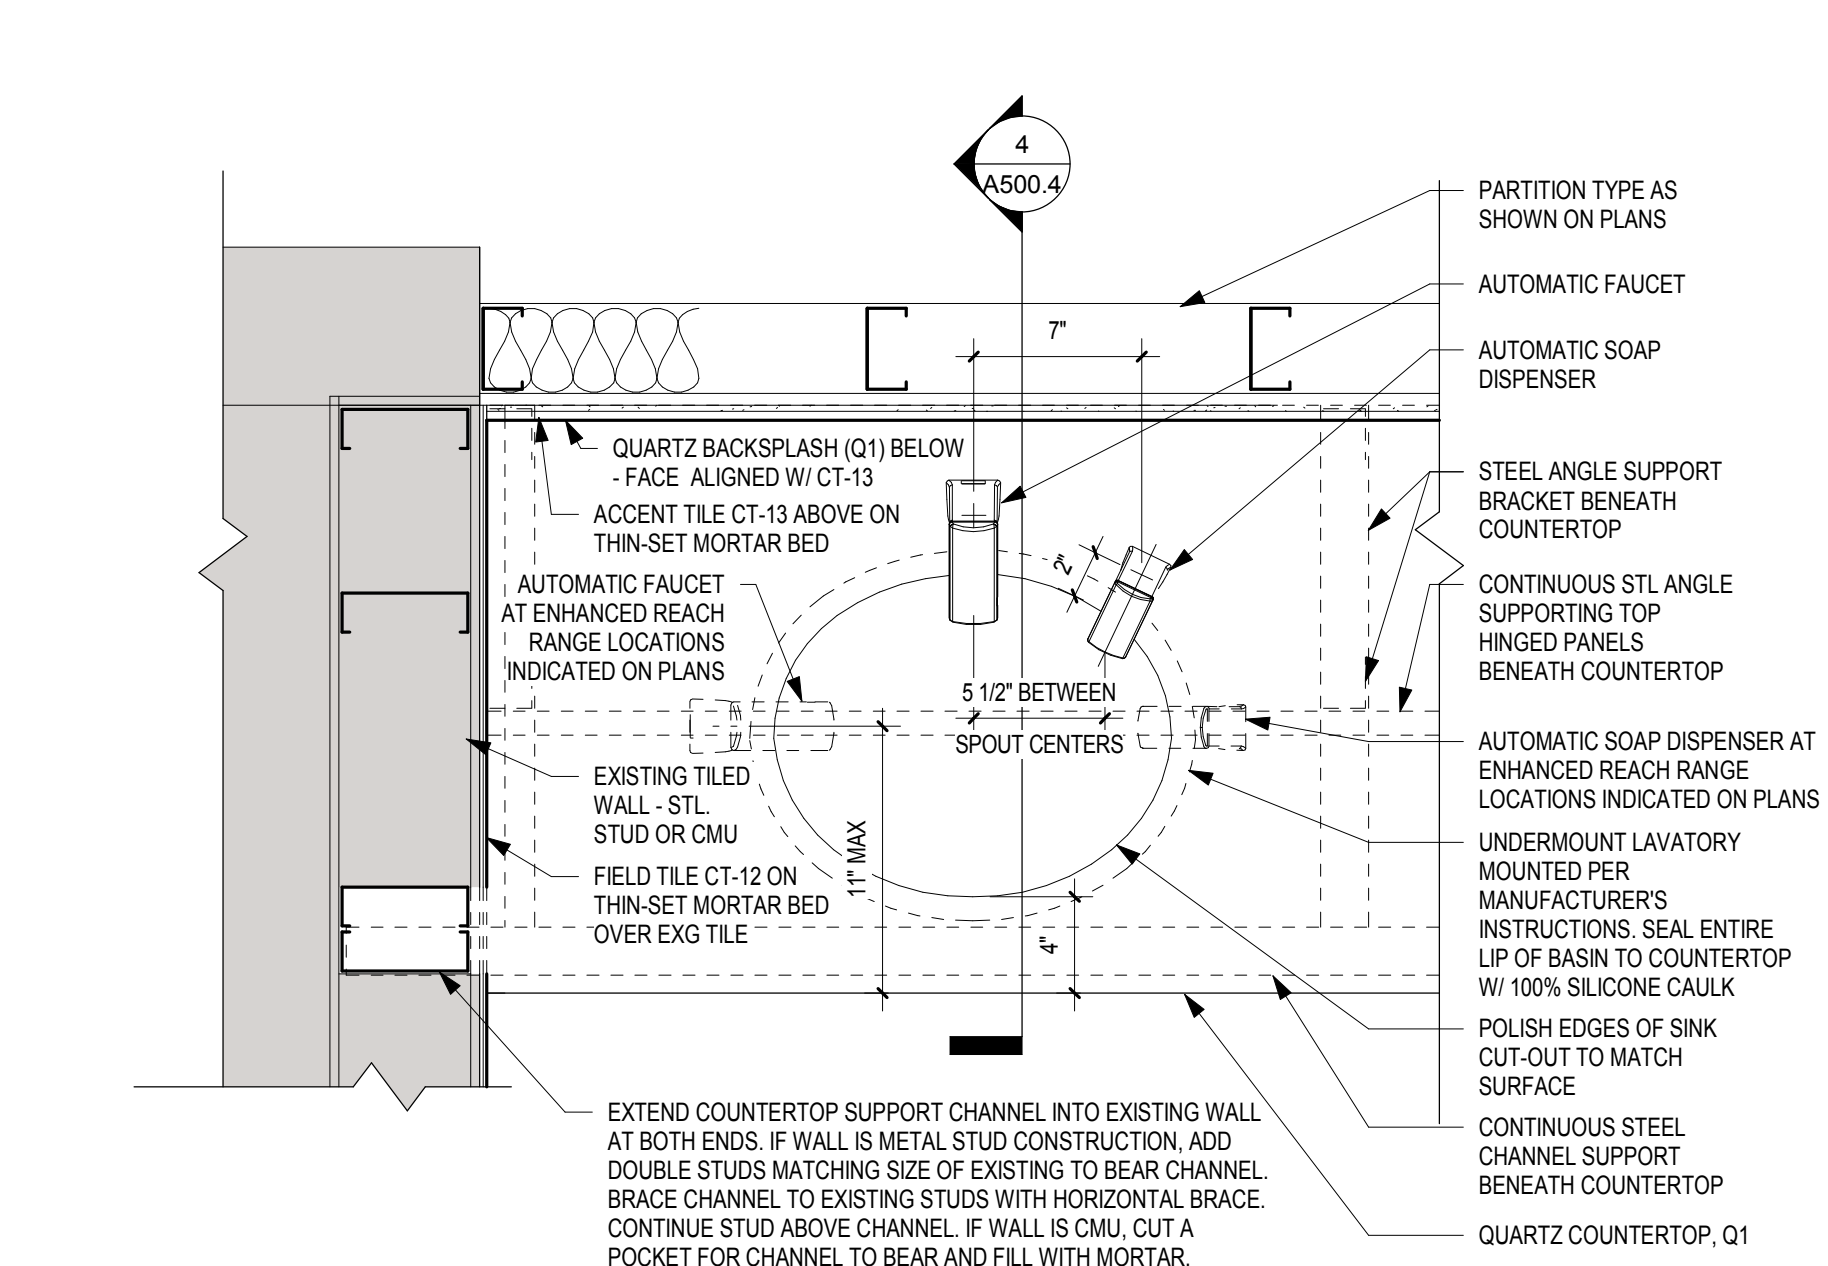 4
A500.4
PARTITION TYPE AS
SHOWN ON PLANS
AUTOMATIC FAUCET
7"
AUTOMATIC SOAP
DISPENSER
QUARTZ BACKSPLASH (Q1) BELOW
- FACE ALIGNED W/ CT-13
STEEL ANGLE SUPPORT
BRACKET BENEATH
COUNTERTOP
ACCENT TILE CT-13 ABOVE ON
THIN-SET MORTAR BED
2"
AUTOMATIC FAUCET
AT ENHANCED REACH
RANGE LOCATIONS
INDICATED ON PLANS
CONTINUOUS STL ANGLE
SUPPORTING TOP
HINGED PANELS
BENEATH COUNTERTOP
5 1/2" BETWEEN
SPOUT CENTERS
AUTOMATIC SOAP DISPENSER AT
ENHANCED REACH RANGE
LOCATIONS INDICATED ON PLANS
EXISTING TILED
WALL - STL.
STUD OR CMU
11" MAX
UNDERMOUNT LAVATORY
MOUNTED PER
MANUFACTURER'S
INSTRUCTIONS. SEAL ENTIRE
LIP OF BASIN TO COUNTERTOP
W/ 100% SILICONE CAULK
FIELD TILE CT-12 ON
THIN-SET MORTAR BED
OVER EXG TILE
4"
POLISH EDGES OF SINK
CUT-OUT TO MATCH
SURFACE
EXTEND COUNTERTOP SUPPORT CHANNEL INTO EXISTING WALL
AT BOTH ENDS. IF WALL IS METAL STUD CONSTRUCTION, ADD
DOUBLE STUDS MATCHING SIZE OF EXISTING TO BEAR CHANNEL.
BRACE CHANNEL TO EXISTING STUDS WITH HORIZONTAL BRACE.
CONTINUE STUD ABOVE CHANNEL. IF WALL IS CMU, CUT A
POCKET FOR CHANNEL TO BEAR AND FILL WITH MORTAR.
CONTINUOUS STEEL
CHANNEL SUPPORT
BENEATH COUNTERTOP
QUARTZ COUNTERTOP, Q1